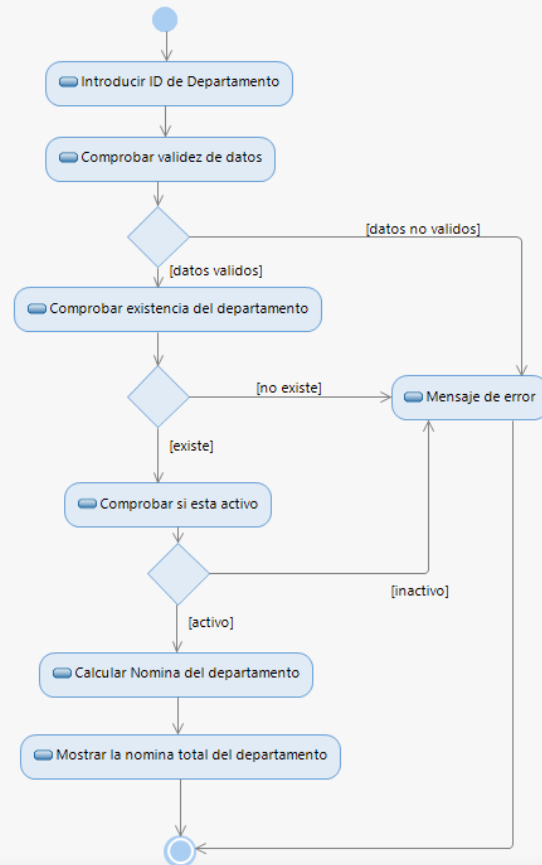 Introducir ID de Departamento
Comprobar validez de datos
[datos no validos]
[datos validos]
Comprobar existencia del departamento
[no existe]
Mensaje de error
[existe]
Comprobar si esta activo
[inactivo]
[activo]
Calcular Nomina del departamento
Mostrar la nomina total del departamento